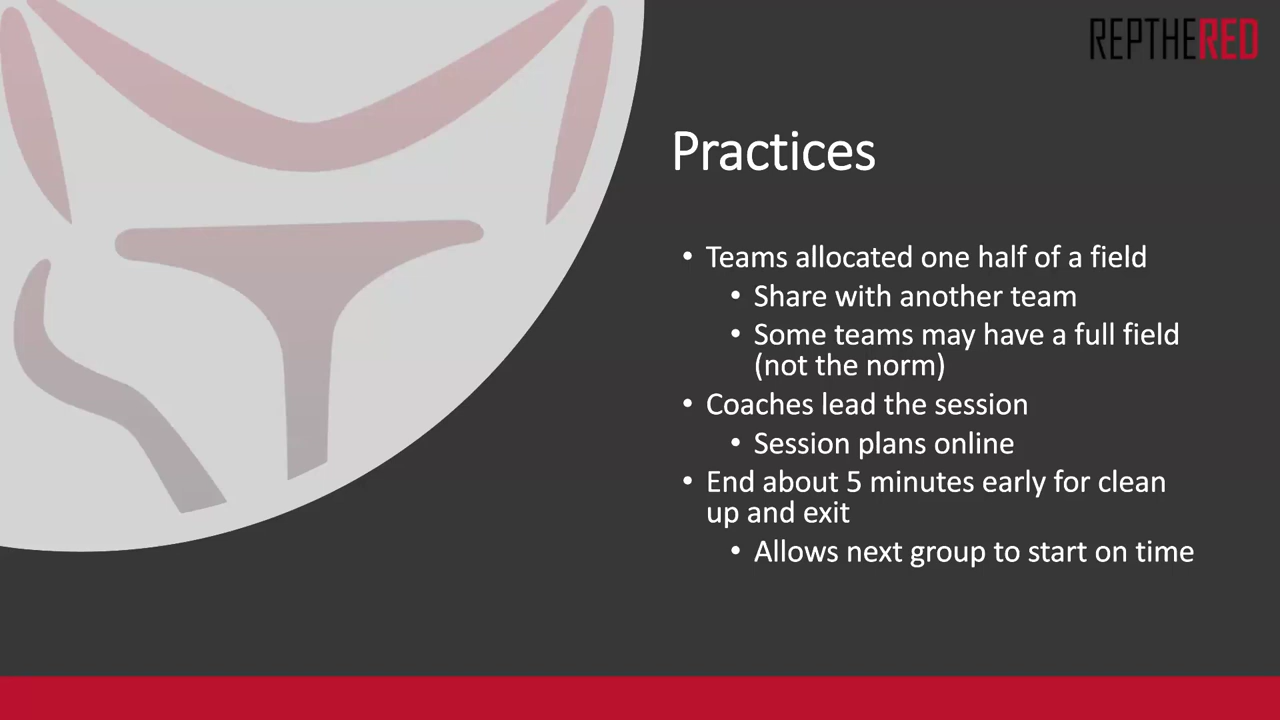 REPTHERED
Practices
• Teams allocated one half of a field
• Share with another team
• Some teams may have a full field
(not the norm)
• Coaches lead the session
• Session plans online
• End about 5 minutes early for clean
up and exit
• Allows next group to start on time